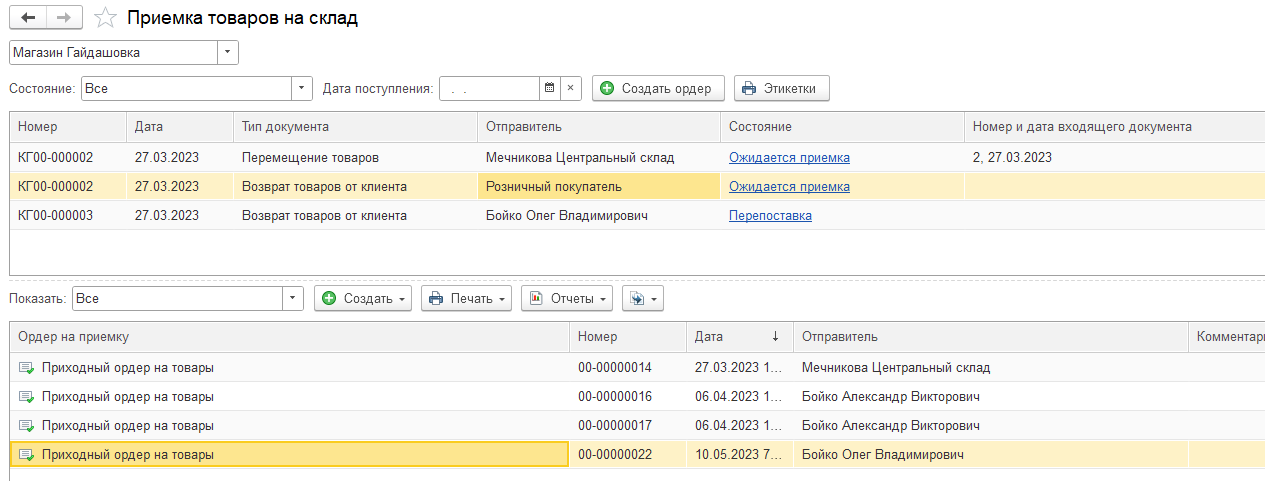 Приемка товаров на склад
Магазин Гайдашовка
Состояние: Все Дата поступления: . . Создать ордер Этикетки
Номер Дата Тип документа Отправитель Состояние Номер и дата входящего документа
КГ00-000002 27.03.2023 Перемещение товаров Мечникова Центральный склад Ожидается приемка 2, 27.03.2023
КГ00-000002 27.03.2023 Возврат товаров от клиента Розничный покупатель Ожидается приемка
КГ00-000003 27.03.2023 Возврат товаров от клиента Бойко Олег Владимирович Перепоставка
Показать: Все Создать Печать Отчеты
Ордер на приемку Номер Дата ↓ Отправитель Комментари
Приходный ордер на товары 00-00000014 27.03.2023 1... Мечникова Центральный склад
Приходный ордер на товары 00-00000016 06.04.2023 1... Бойко Александр Викторович
Приходный ордер на товары 00-00000017 06.04.2023 1... Бойко Александр Викторович
Приходный ордер на товары 00-00000022 10.05.2023 7... Бойко Олег Владимирович